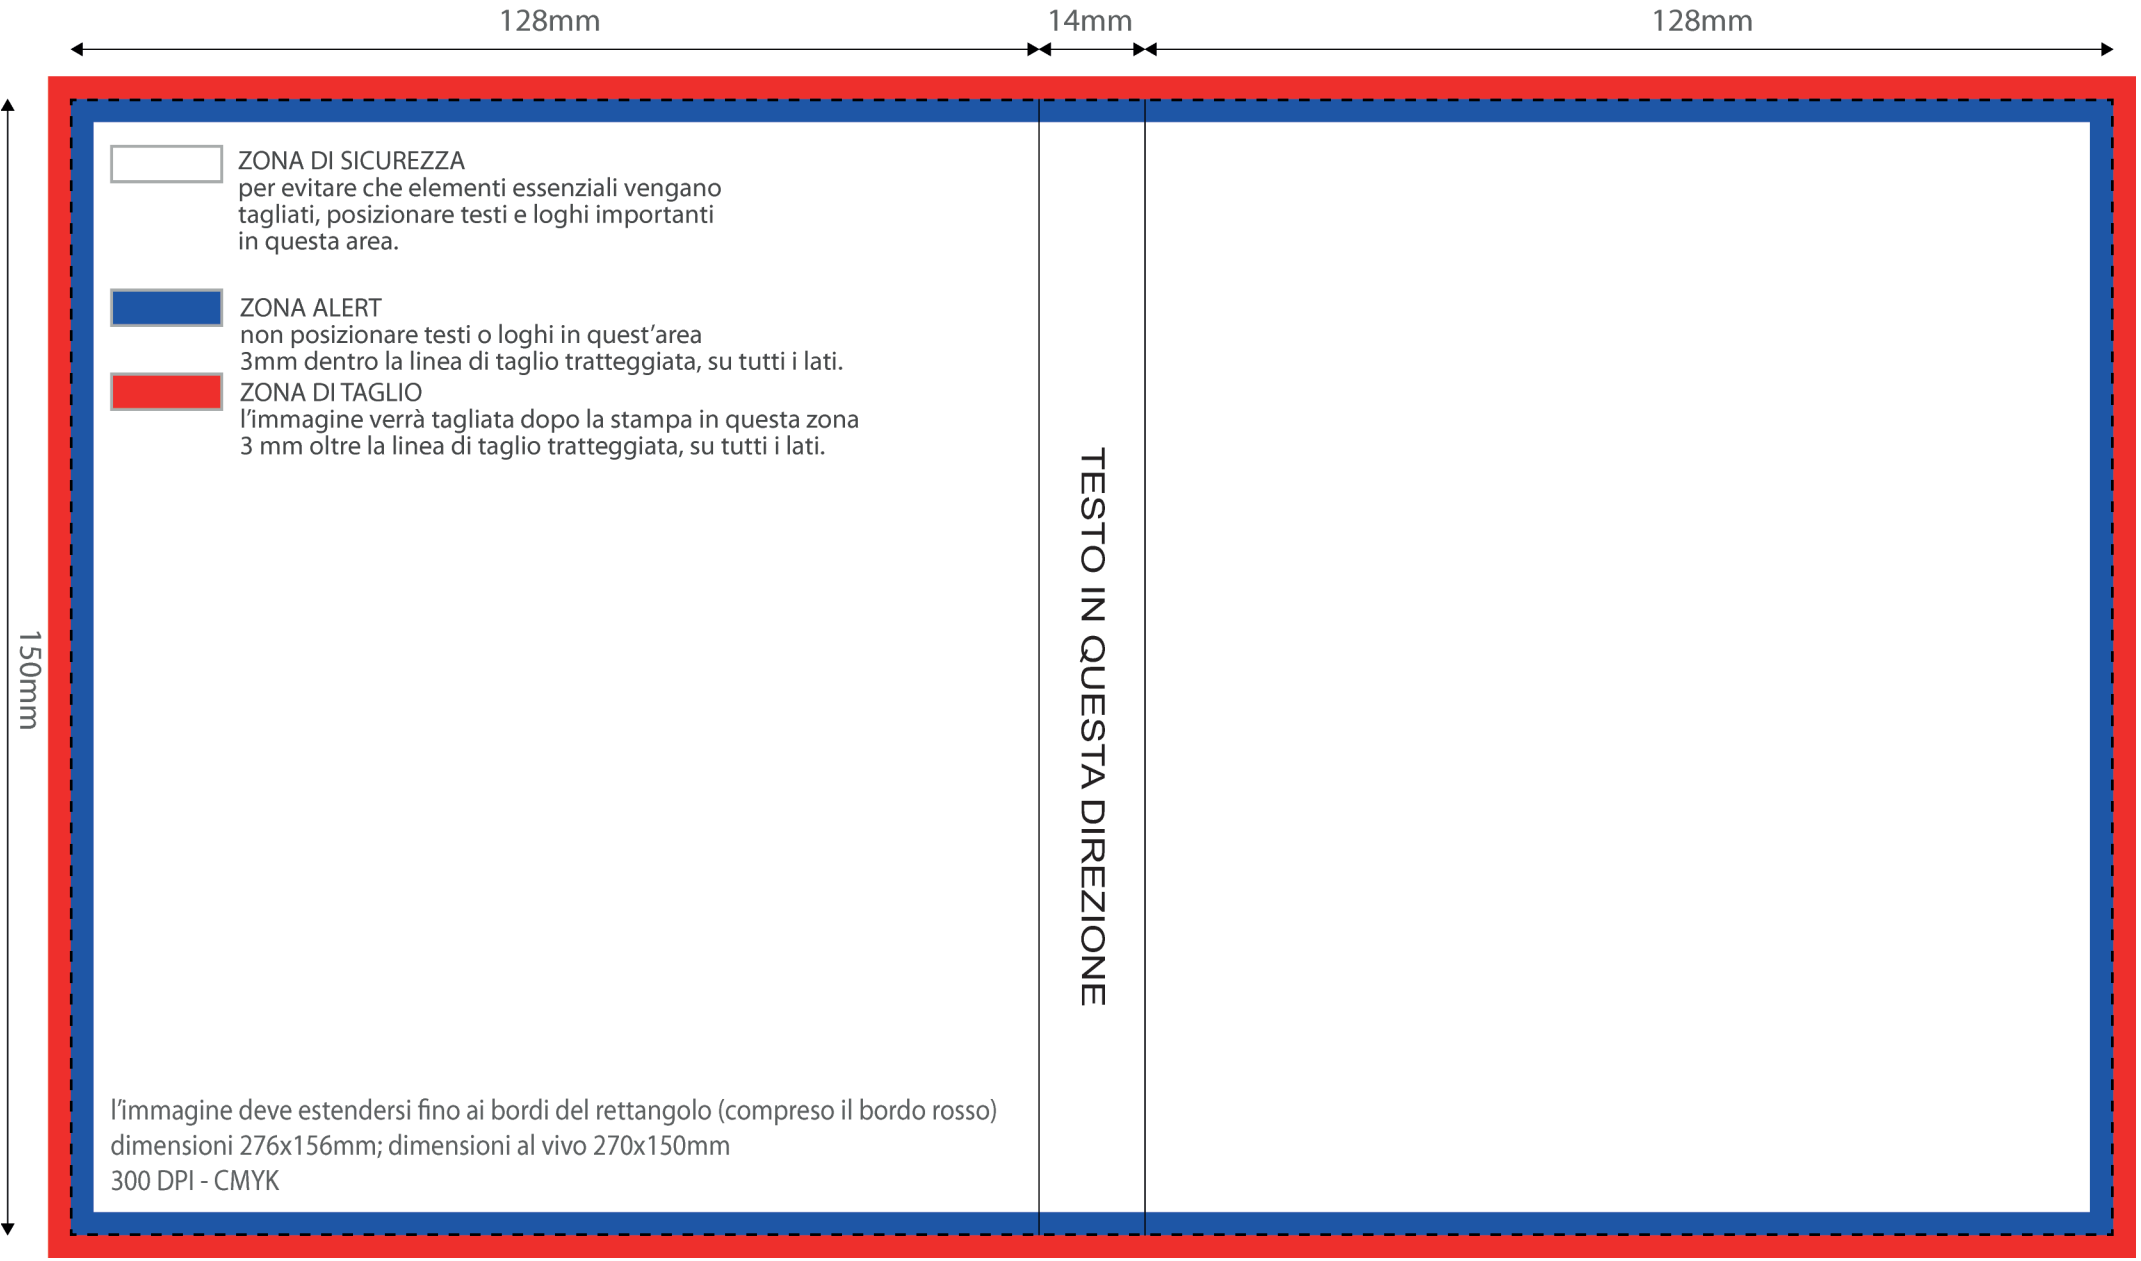 128mm
14mm
128mm
ZONA DI SICUREZZA
per evitare che elementi essenziali vengano
tagliati, posizionare testi e loghi importanti
in questa area.
ZONA ALERT
non posizionare testi o loghi in quest’area
3mm dentro la linea di taglio tratteggiata, su tutti i lati.
ZONA DI TAGLIO
l’immagine verrà tagliata dopo la stampa in questa zona
3 mm oltre la linea di taglio tratteggiata, su tutti i lati.
150mm
TESTO IN QUESTA DIREZIONE
l’immagine deve estendersi fino ai bordi del rettangolo (compreso il bordo rosso)
dimensioni 276x156mm; dimensioni al vivo 270x150mm
300 DPI - CMYK